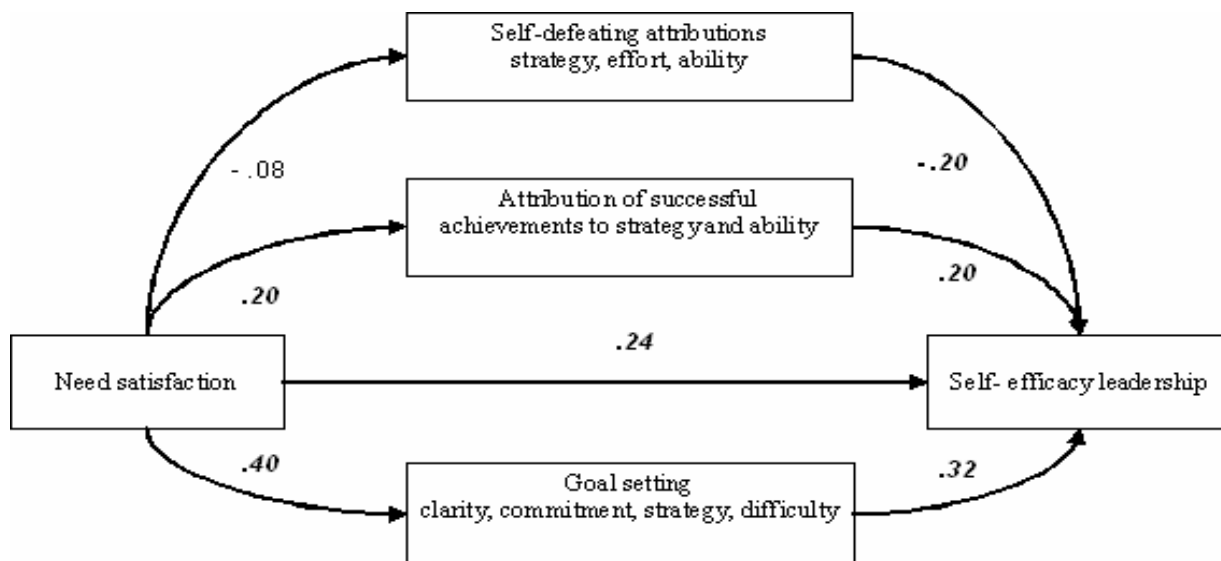 Self-defeating attributions
strategy, effort, ability
- .08
-.20
Attribution of successful
achievements to strategy and ability
.20
.20
.24
Need satisfaction
Self- efficacy leadership
.40
.32
Goal setting
clarity, commitment, strategy, difficulty